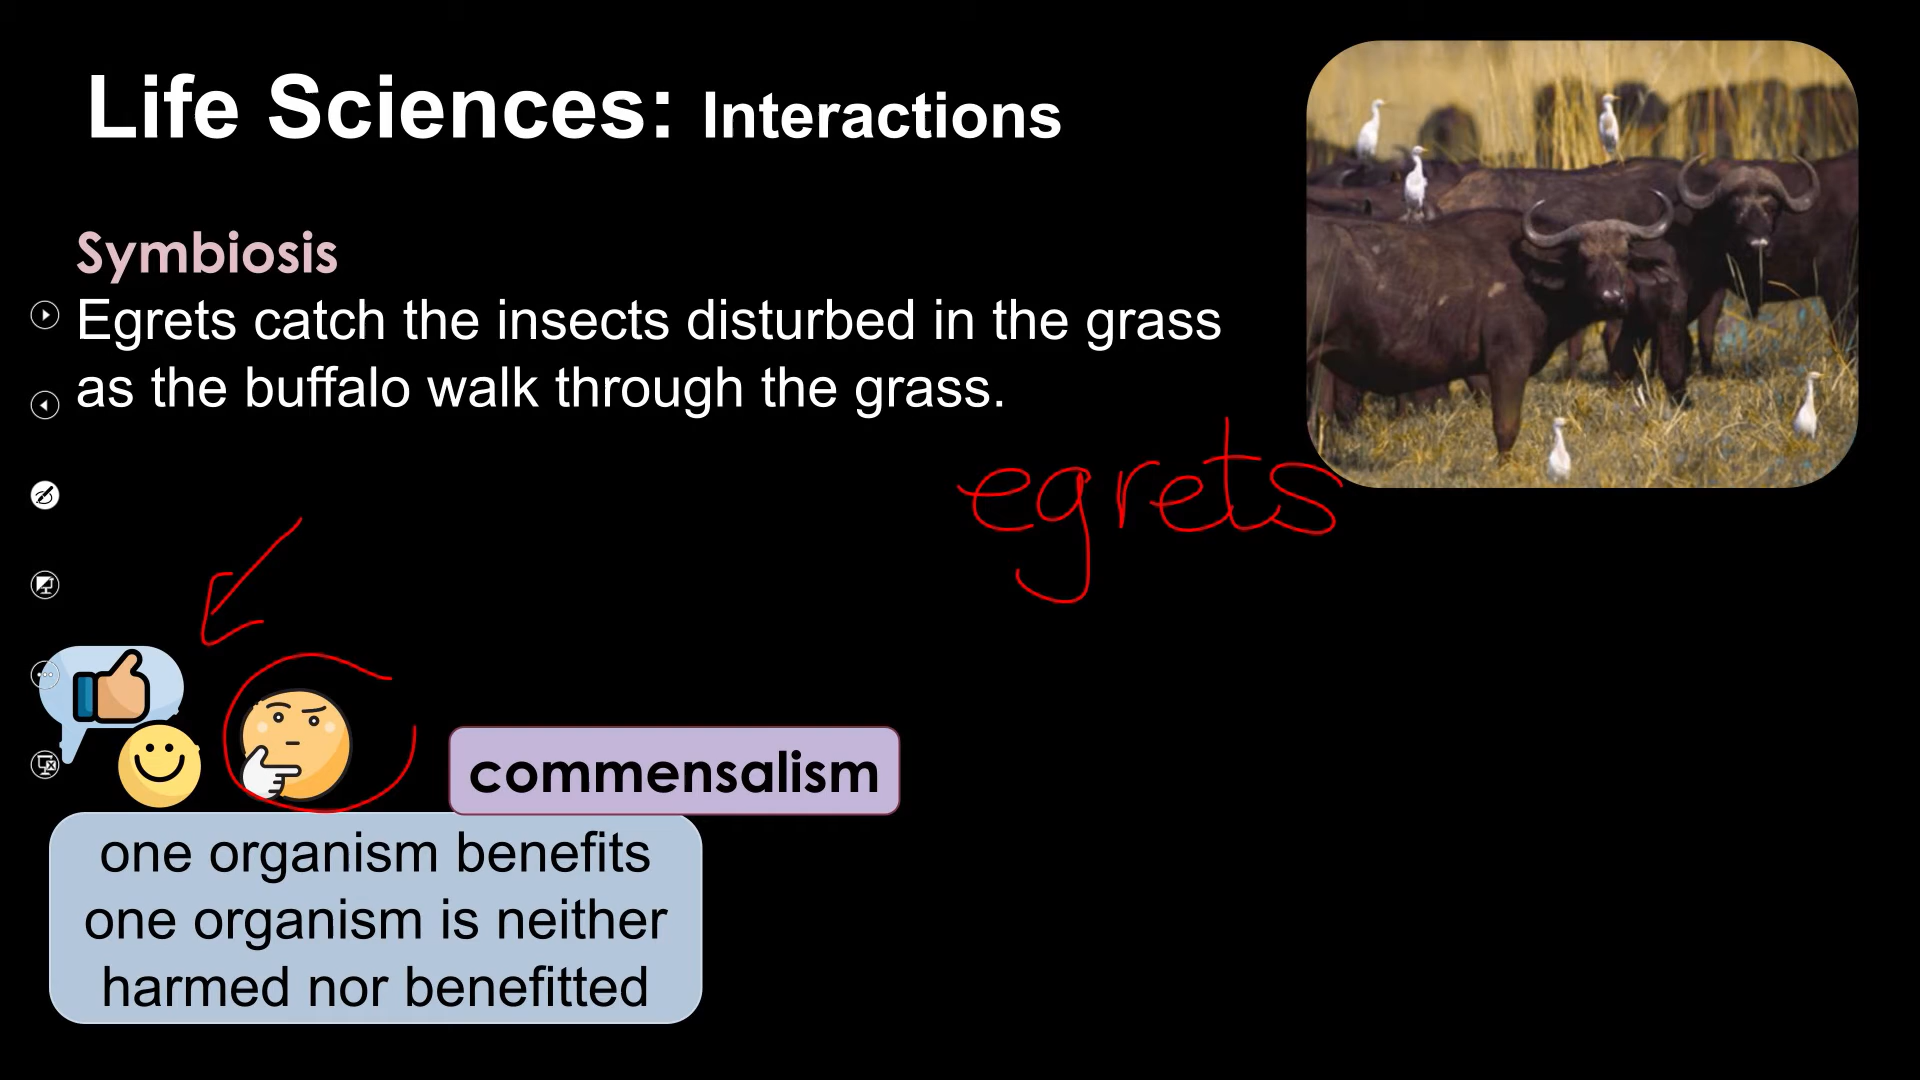 Life Sciences: Interactions
Symbiosis
Egrets catch the insects disturbed in the grass
as the buffalo walk through the grass.
egrets
commensalism
one organism benefits
one organism is neither
harmed nor benefitted